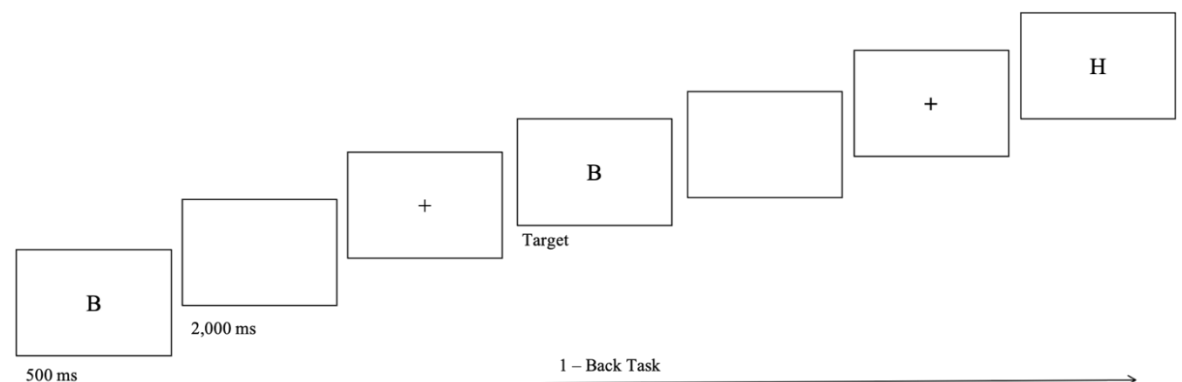 B
500 ms
2,000 ms
+
B
Target
+
H
1 – Back Task